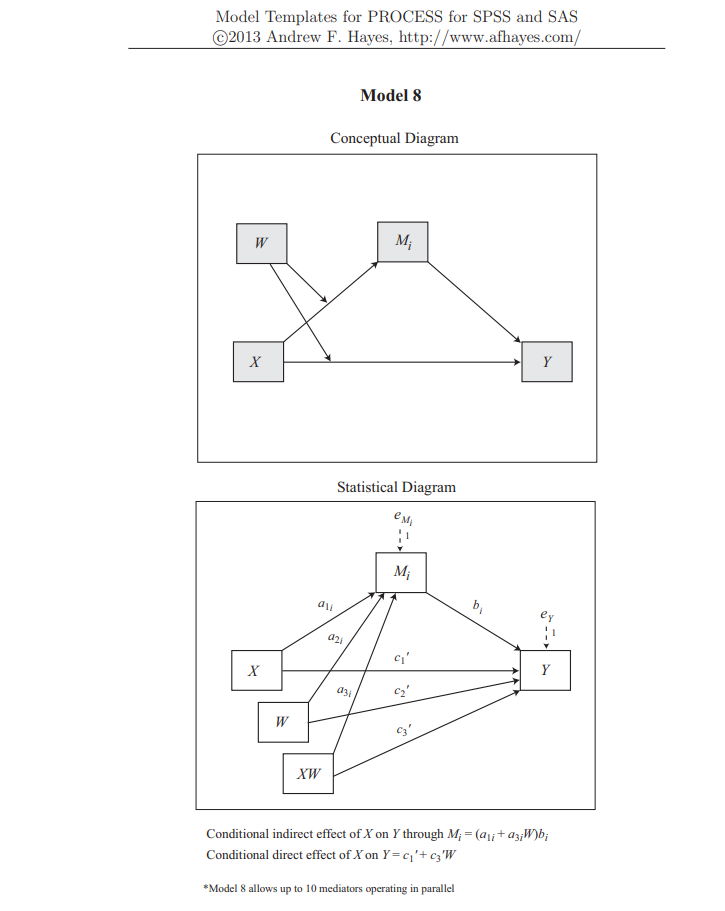 Model Templates for PROCESS for SPSS and SAS
©2013 Andrew F. Hayes, http://www.afhayes.com/
Model 8
Conceptual Diagram
W
Mi
X
Y
Statistical Diagram
eMi
1
Mi
a1i
bi
eY
1
a2i
X
c1'
Y
a3i
c2'
W
c3'
XW
Conditional indirect effect of X on Y through Mi = (a1i + a3iW)bi
Conditional direct effect of X on Y = c1' + c3'W
*Model 8 allows up to 10 mediators operating in parallel